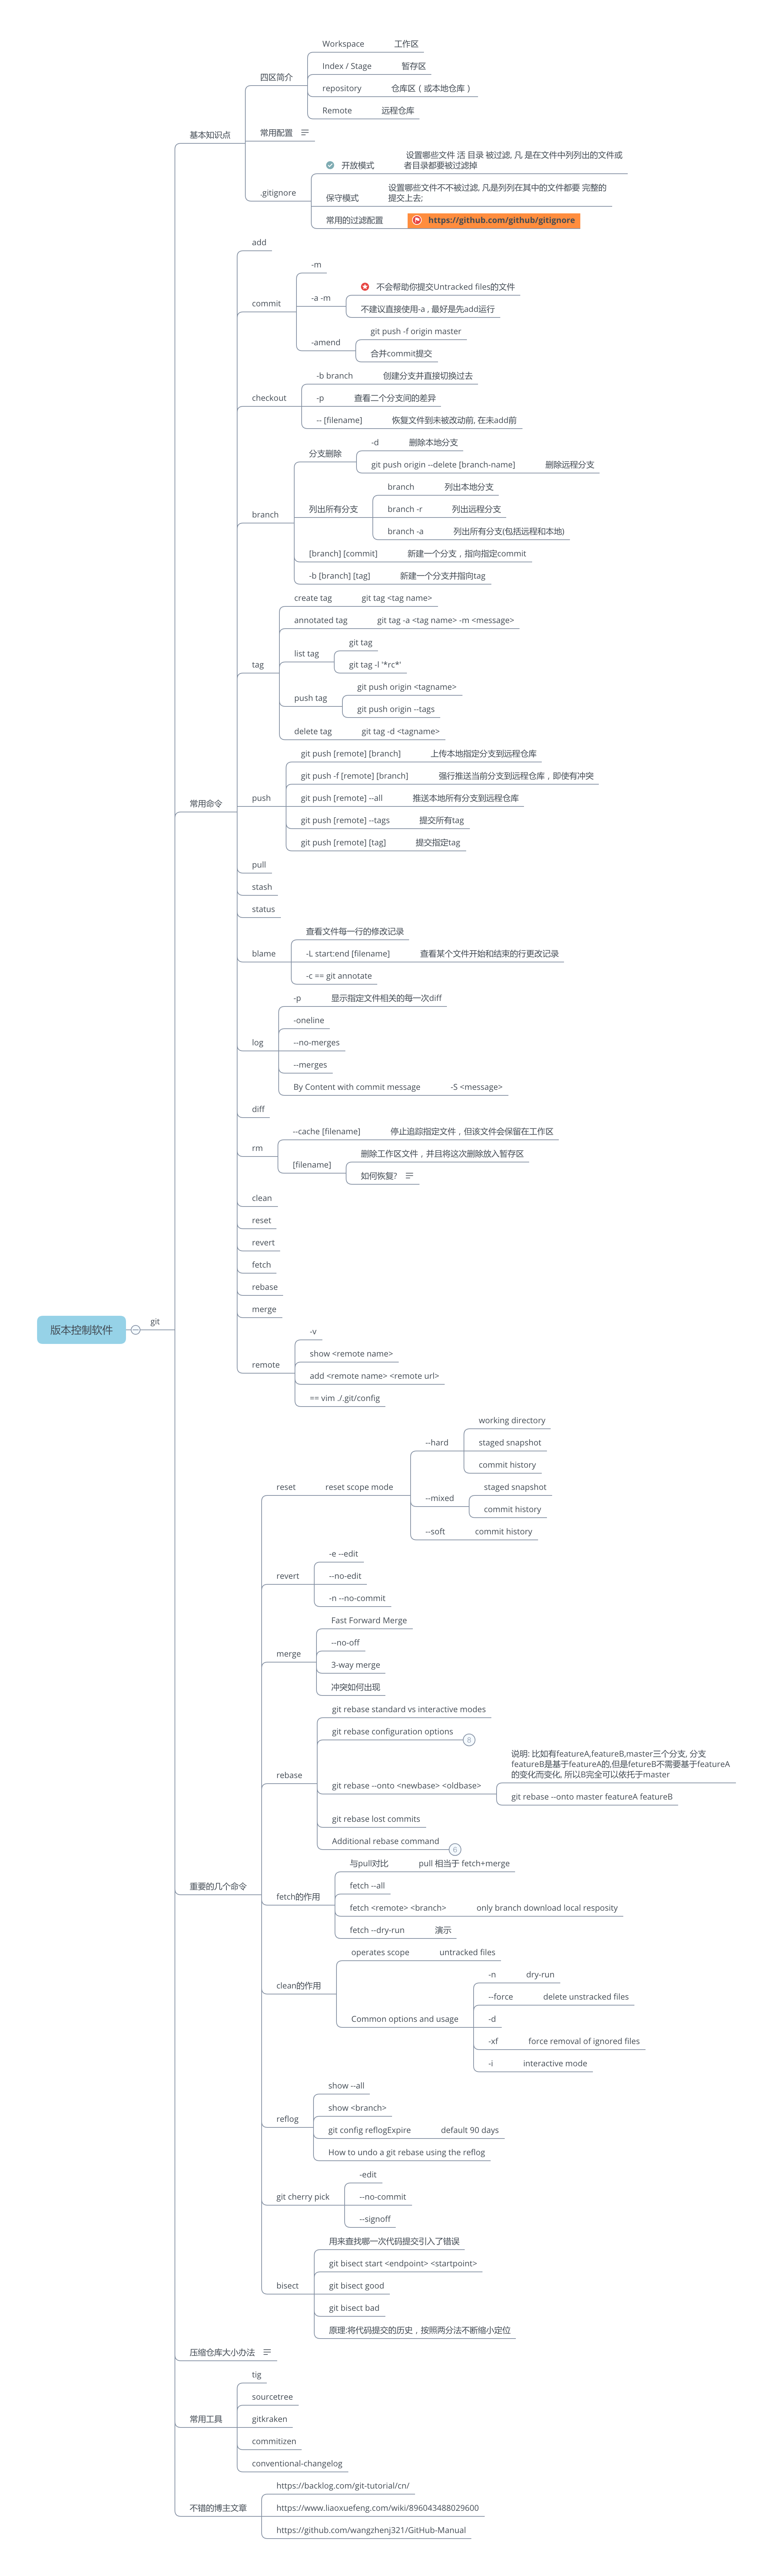 版本控制软件
git
基本知识点
四区简介
Workspace 工作区
Index / Stage 暂存区
repository 仓库区（或本地仓库）
Remote 远程仓库
常用配置
.gitignore
开放模式 设置哪些文件 活 目录 被过滤, 凡 是在文件中列列出的文件或
者目录都要被过滤掉
保守模式 设置哪些文件不不被过滤, 凡是列列在其中的文件都要 完整的
提交上去;
常用的过滤配置 https://github.com/github/gitignore
常用命令
add
commit
-m
-a -m
不会帮助你提交Untracked files的文件
不建议直接使用-a , 最好是先add运行
-amend
git push -f origin master
合并commit提交
checkout
-b branch 创建分支并直接切换过去
-p 查看二个分支间的差异
-- [filename] 恢复文件到未被改动前, 在未add前
branch
分支删除
-d 删除本地分支
git push origin --delete [branch-name] 删除远程分支
列出所有分支
branch 列出本地分支
branch -r 列出远程分支
branch -a 列出所有分支(包括远程和本地)
[branch] [commit] 新建一个分支，指向指定commit
-b [branch] [tag] 新建一个分支并指向tag
tag
create tag git tag <tag name>
annotated tag git tag -a <tag name> -m <message>
list tag
git tag
git tag -l '*rc*'
push tag
git push origin <tagname>
git push origin --tags
delete tag git tag -d <tagname>
push
git push [remote] [branch] 上传本地指定分支到远程仓库
git push -f [remote] [branch] 强行推送当前分支到远程仓库，即使有冲突
git push [remote] --all 推送本地所有分支到远程仓库
git push [remote] --tags 提交所有tag
git push [remote] [tag] 提交指定tag
pull
stash
status
blame
查看文件每一行的修改记录
-L start:end [filename] 查看某个文件开始和结束的行更改记录
-c == git annotate
log
-p 显示指定文件相关的每一次diff
-oneline
--no-merges
--merges
By Content with commit message -S <message>
diff
rm
--cache [filename] 停止追踪指定文件，但该文件会保留在工作区
[filename]
删除工作区文件，并且将这次删除放入暂存区
如何恢复?
clean
reset
revert
fetch
rebase
merge
remote
-v
show <remote name>
add <remote name> <remote url>
== vim ./.git/config
重要的几个命令
reset reset scope mode
--hard
working directory
staged snapshot
commit history
--mixed
staged snapshot
commit history
--soft commit history
revert
-e --edit
--no-edit
-n --no-commit
merge
Fast Forward Merge
--no-off
3-way merge
冲突如何出现
rebase
git rebase standard vs interactive modes
git rebase configuration options 8
git rebase --onto <newbase> <oldbase>
说明: 比如有featureA,featureB,master三个分支, 分支
featureB是基于featureA的,但是fetureB不需要基于featureA
的变化而变化, 所以B完全可以依托于master
git rebase --onto master featureA featureB
git rebase lost commits
Additional rebase command 6
fetch的作用
与pull对比 pull 相当于 fetch+merge
fetch --all
fetch <remote> <branch> only branch download local resposity
fetch --dry-run 演示
clean的作用
operates scope untracked files
Common options and usage
-n dry-run
--force delete unstracked files
-d
-xf force removal of ignored files
-i interactive mode
reflog
show --all
show <branch>
git config reflogExpire default 90 days
How to undo a git rebase using the reflog
git cherry pick
-edit
--no-commit
--signoff
bisect
用来查找哪一次代码提交引入了错误
git bisect start <endpoint> <startpoint>
git bisect good
git bisect bad
原理:将代码提交的历史，按照两分法不断缩小定位
压缩仓库大小办法
常用工具
tig
sourcetree
gitkraken
commitizen
conventional-changelog
不错的博主文章
https://backlog.com/git-tutorial/cn/
https://www.liaoxuefeng.com/wiki/896043488029600
https://github.com/wangzhenj321/GitHub-Manual